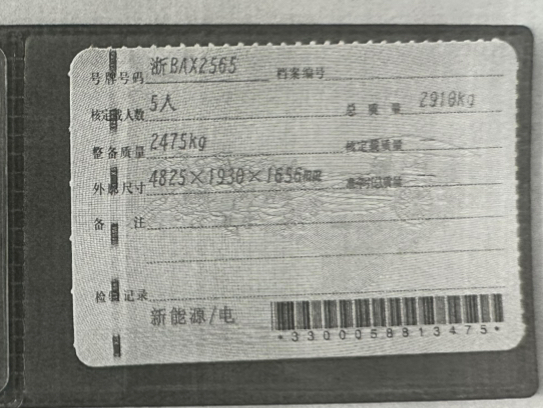 号牌号码 浙BAX2565 档案编号
核定载人数 5人 总质量 2910kg
整备质量 2475kg 核定载质量
外廓尺寸 4825×1930×1656mm 准牵引总质量
备注
检验记录
新能源/电
*3300058813475*